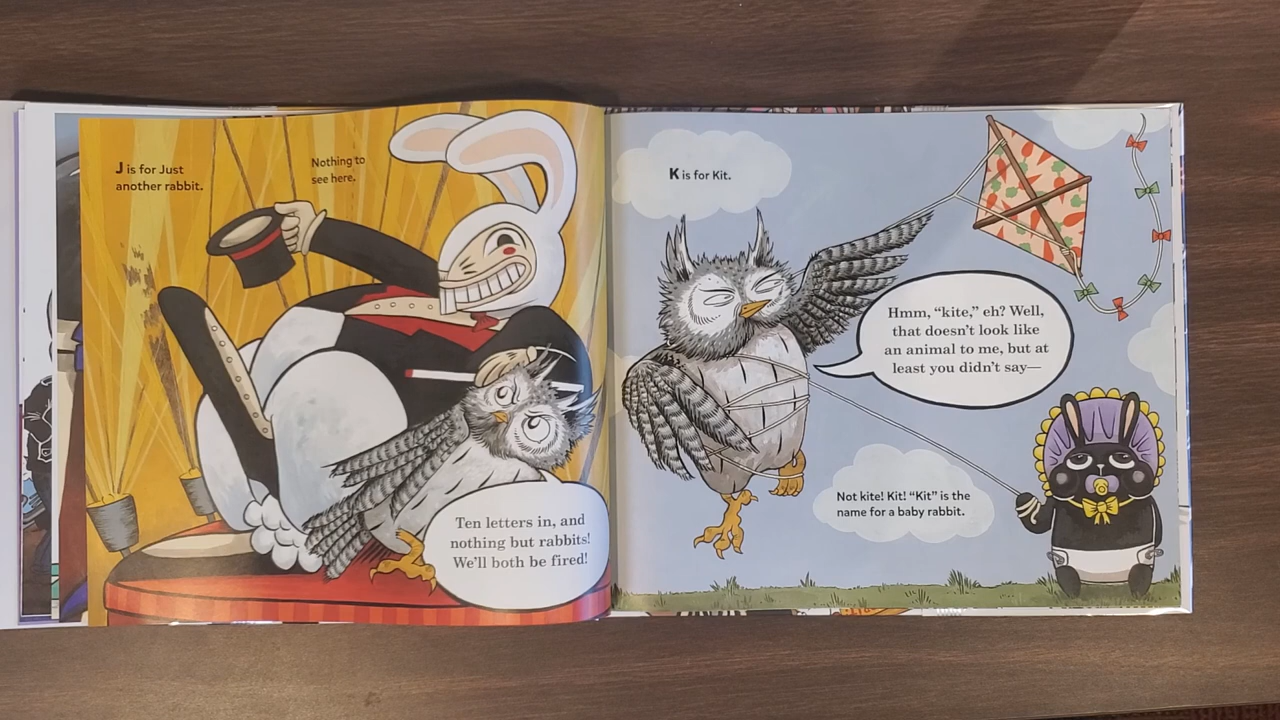 J is for Just
another rabbit.
Nothing to
see here.
Ten letters in, and
nothing but rabbits!
We’ll both be fired!
K is for Kit.
Hmm, “kite,” eh? Well,
that doesn’t look like
an animal to me, but at
least you didn’t say—
Not kite! Kit! “Kit” is the
name for a baby rabbit.